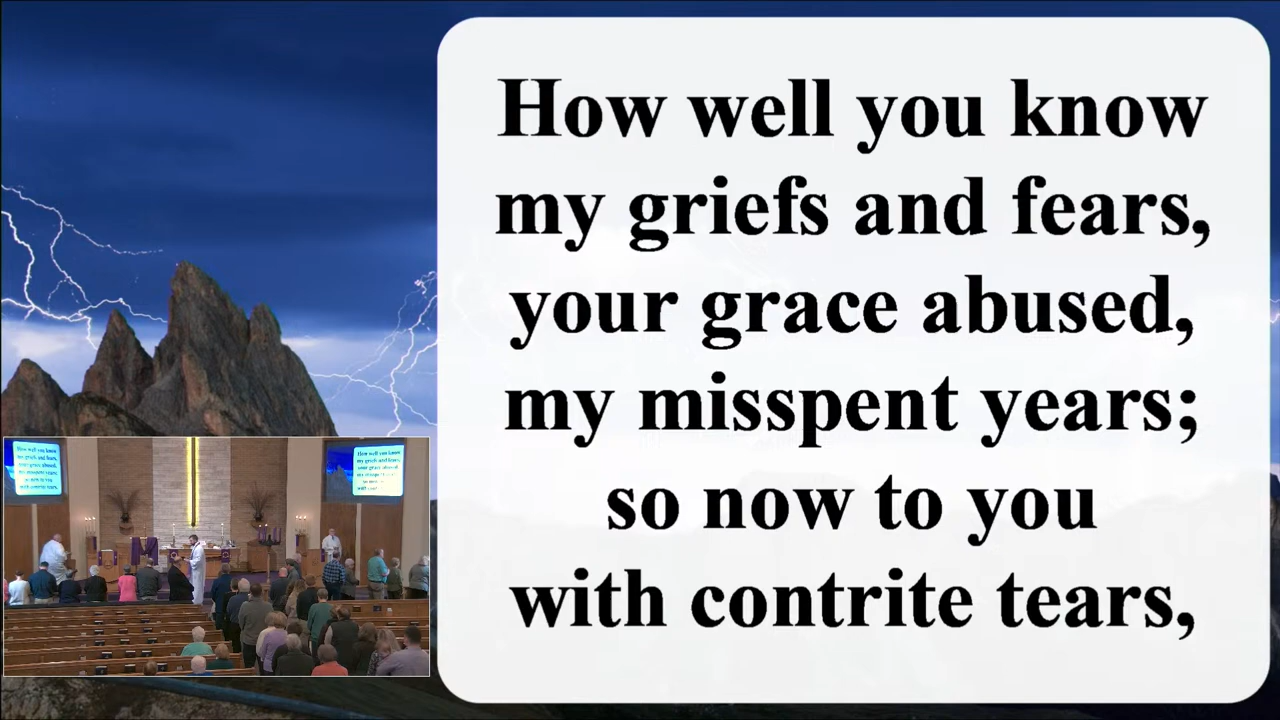 How well you know
my griefs and fears,
your grace abused,
my misspent years;
so now to you
with contrite tears,